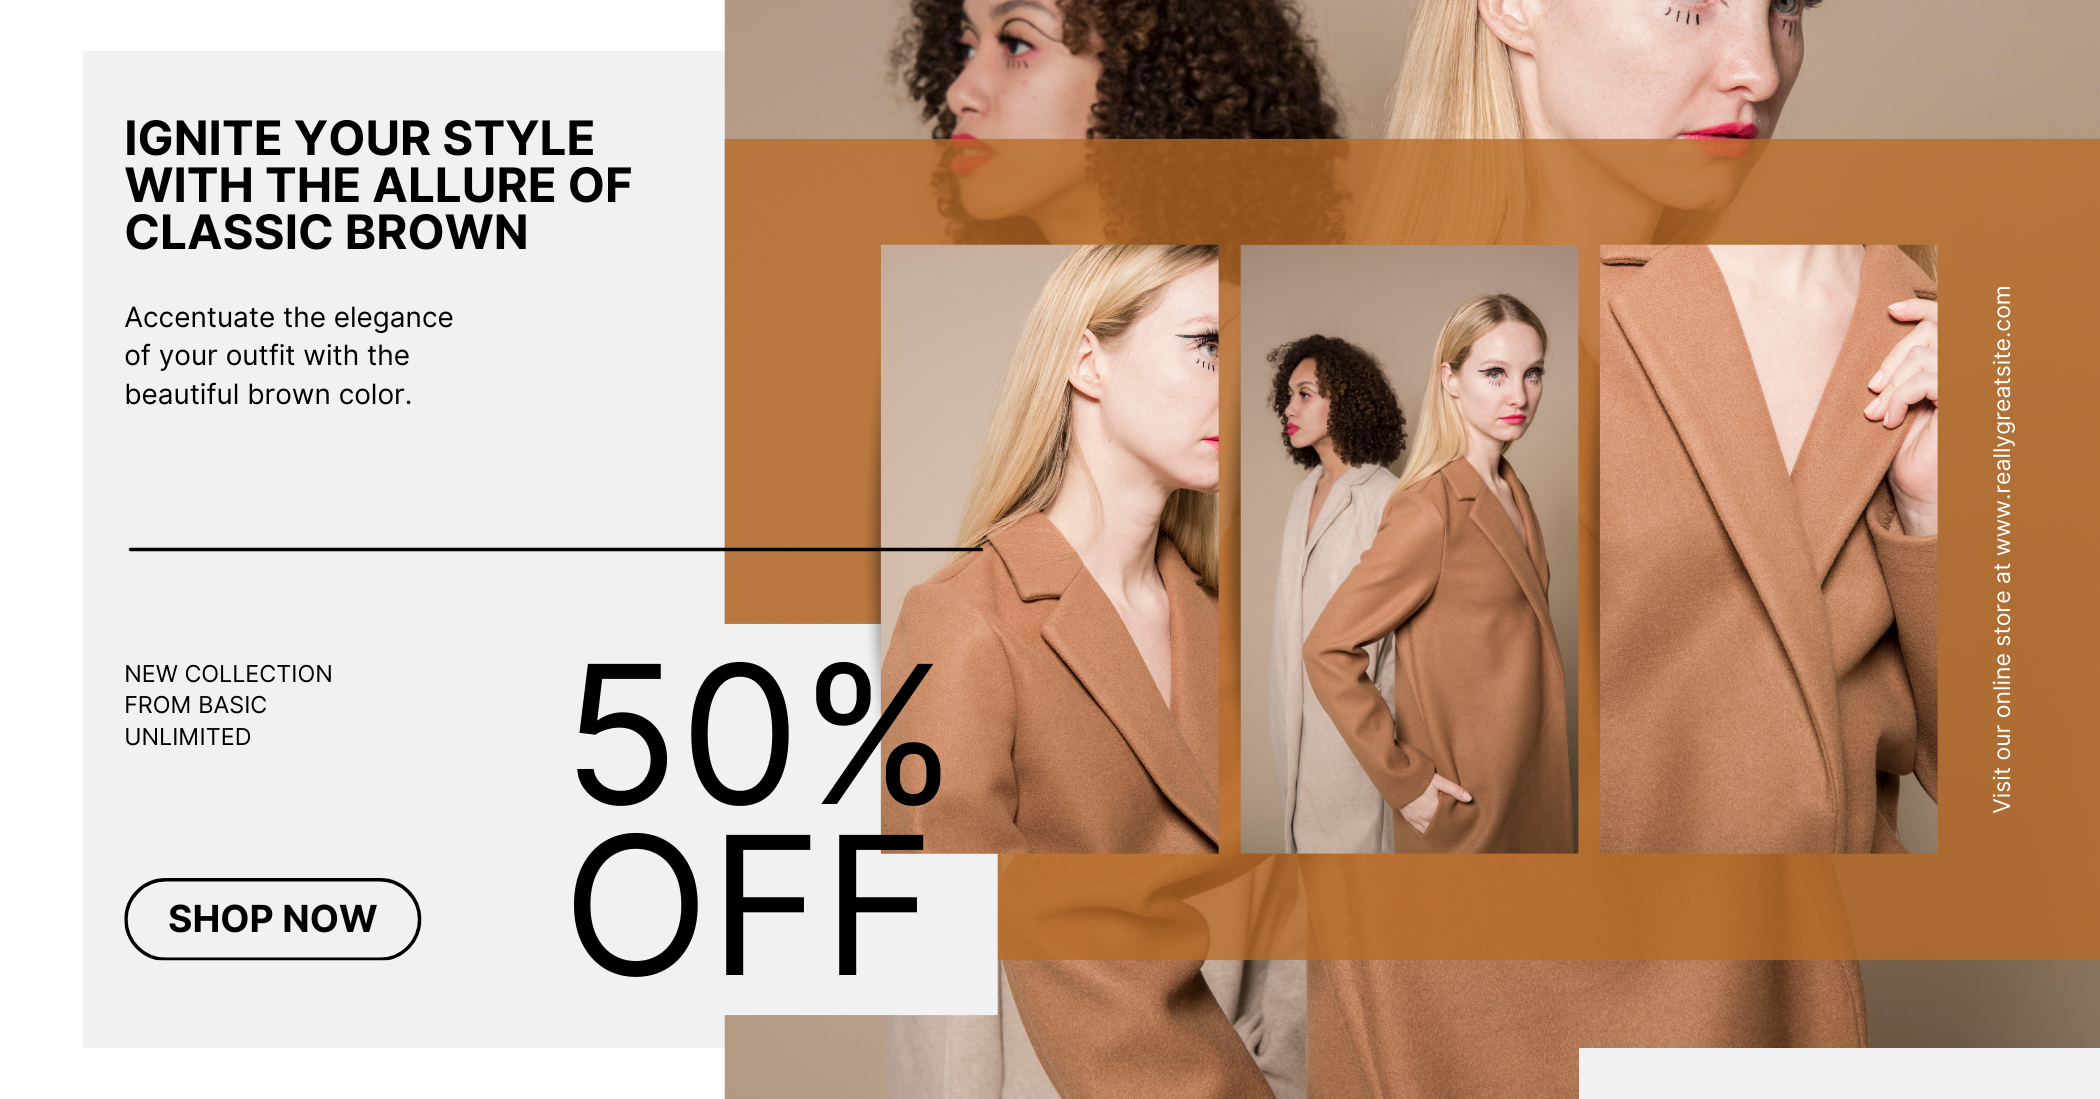 IGNITE YOUR STYLE
WITH THE ALLURE OF
CLASSIC BROWN
Accentuate the elegance
of your outfit with the
beautiful brown color.
NEW COLLECTION
FROM BASIC
UNLIMITED
50%
OFF
SHOP NOW
Visit our online store at www.reallygreatsite.com